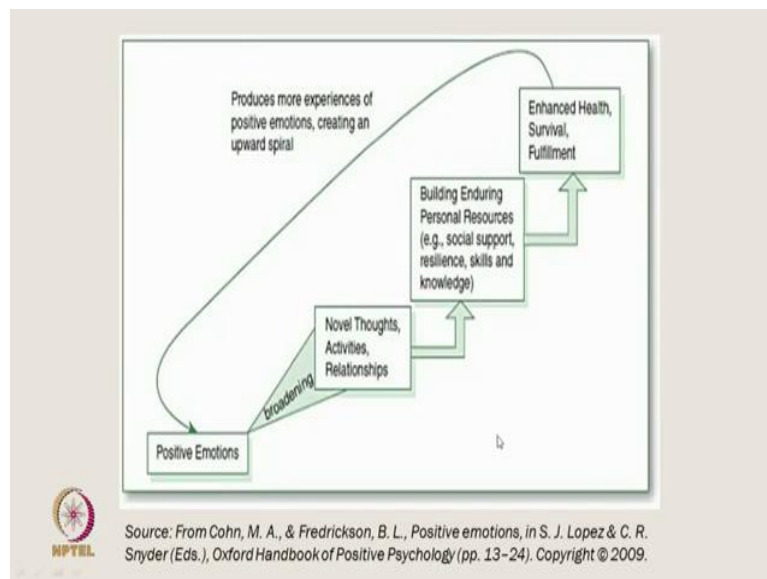 Produces more experiences of
positive emotions, creating an
upward spiral
Enhanced Health,
Survival,
Fulfillment
Building Enduring
Personal Resources
(e.g., social support,
resilience, skills and
knowledge)
Novel Thoughts,
Activities,
Relationships
broadening
Positive Emotions
NPTEL
Source: From Cohn, M. A., & Fredrickson, B. L., Positive emotions, in S. J. Lopez & C. R.
Snyder (Eds.), Oxford Handbook of Positive Psychology (pp. 13–24). Copyright © 2009.